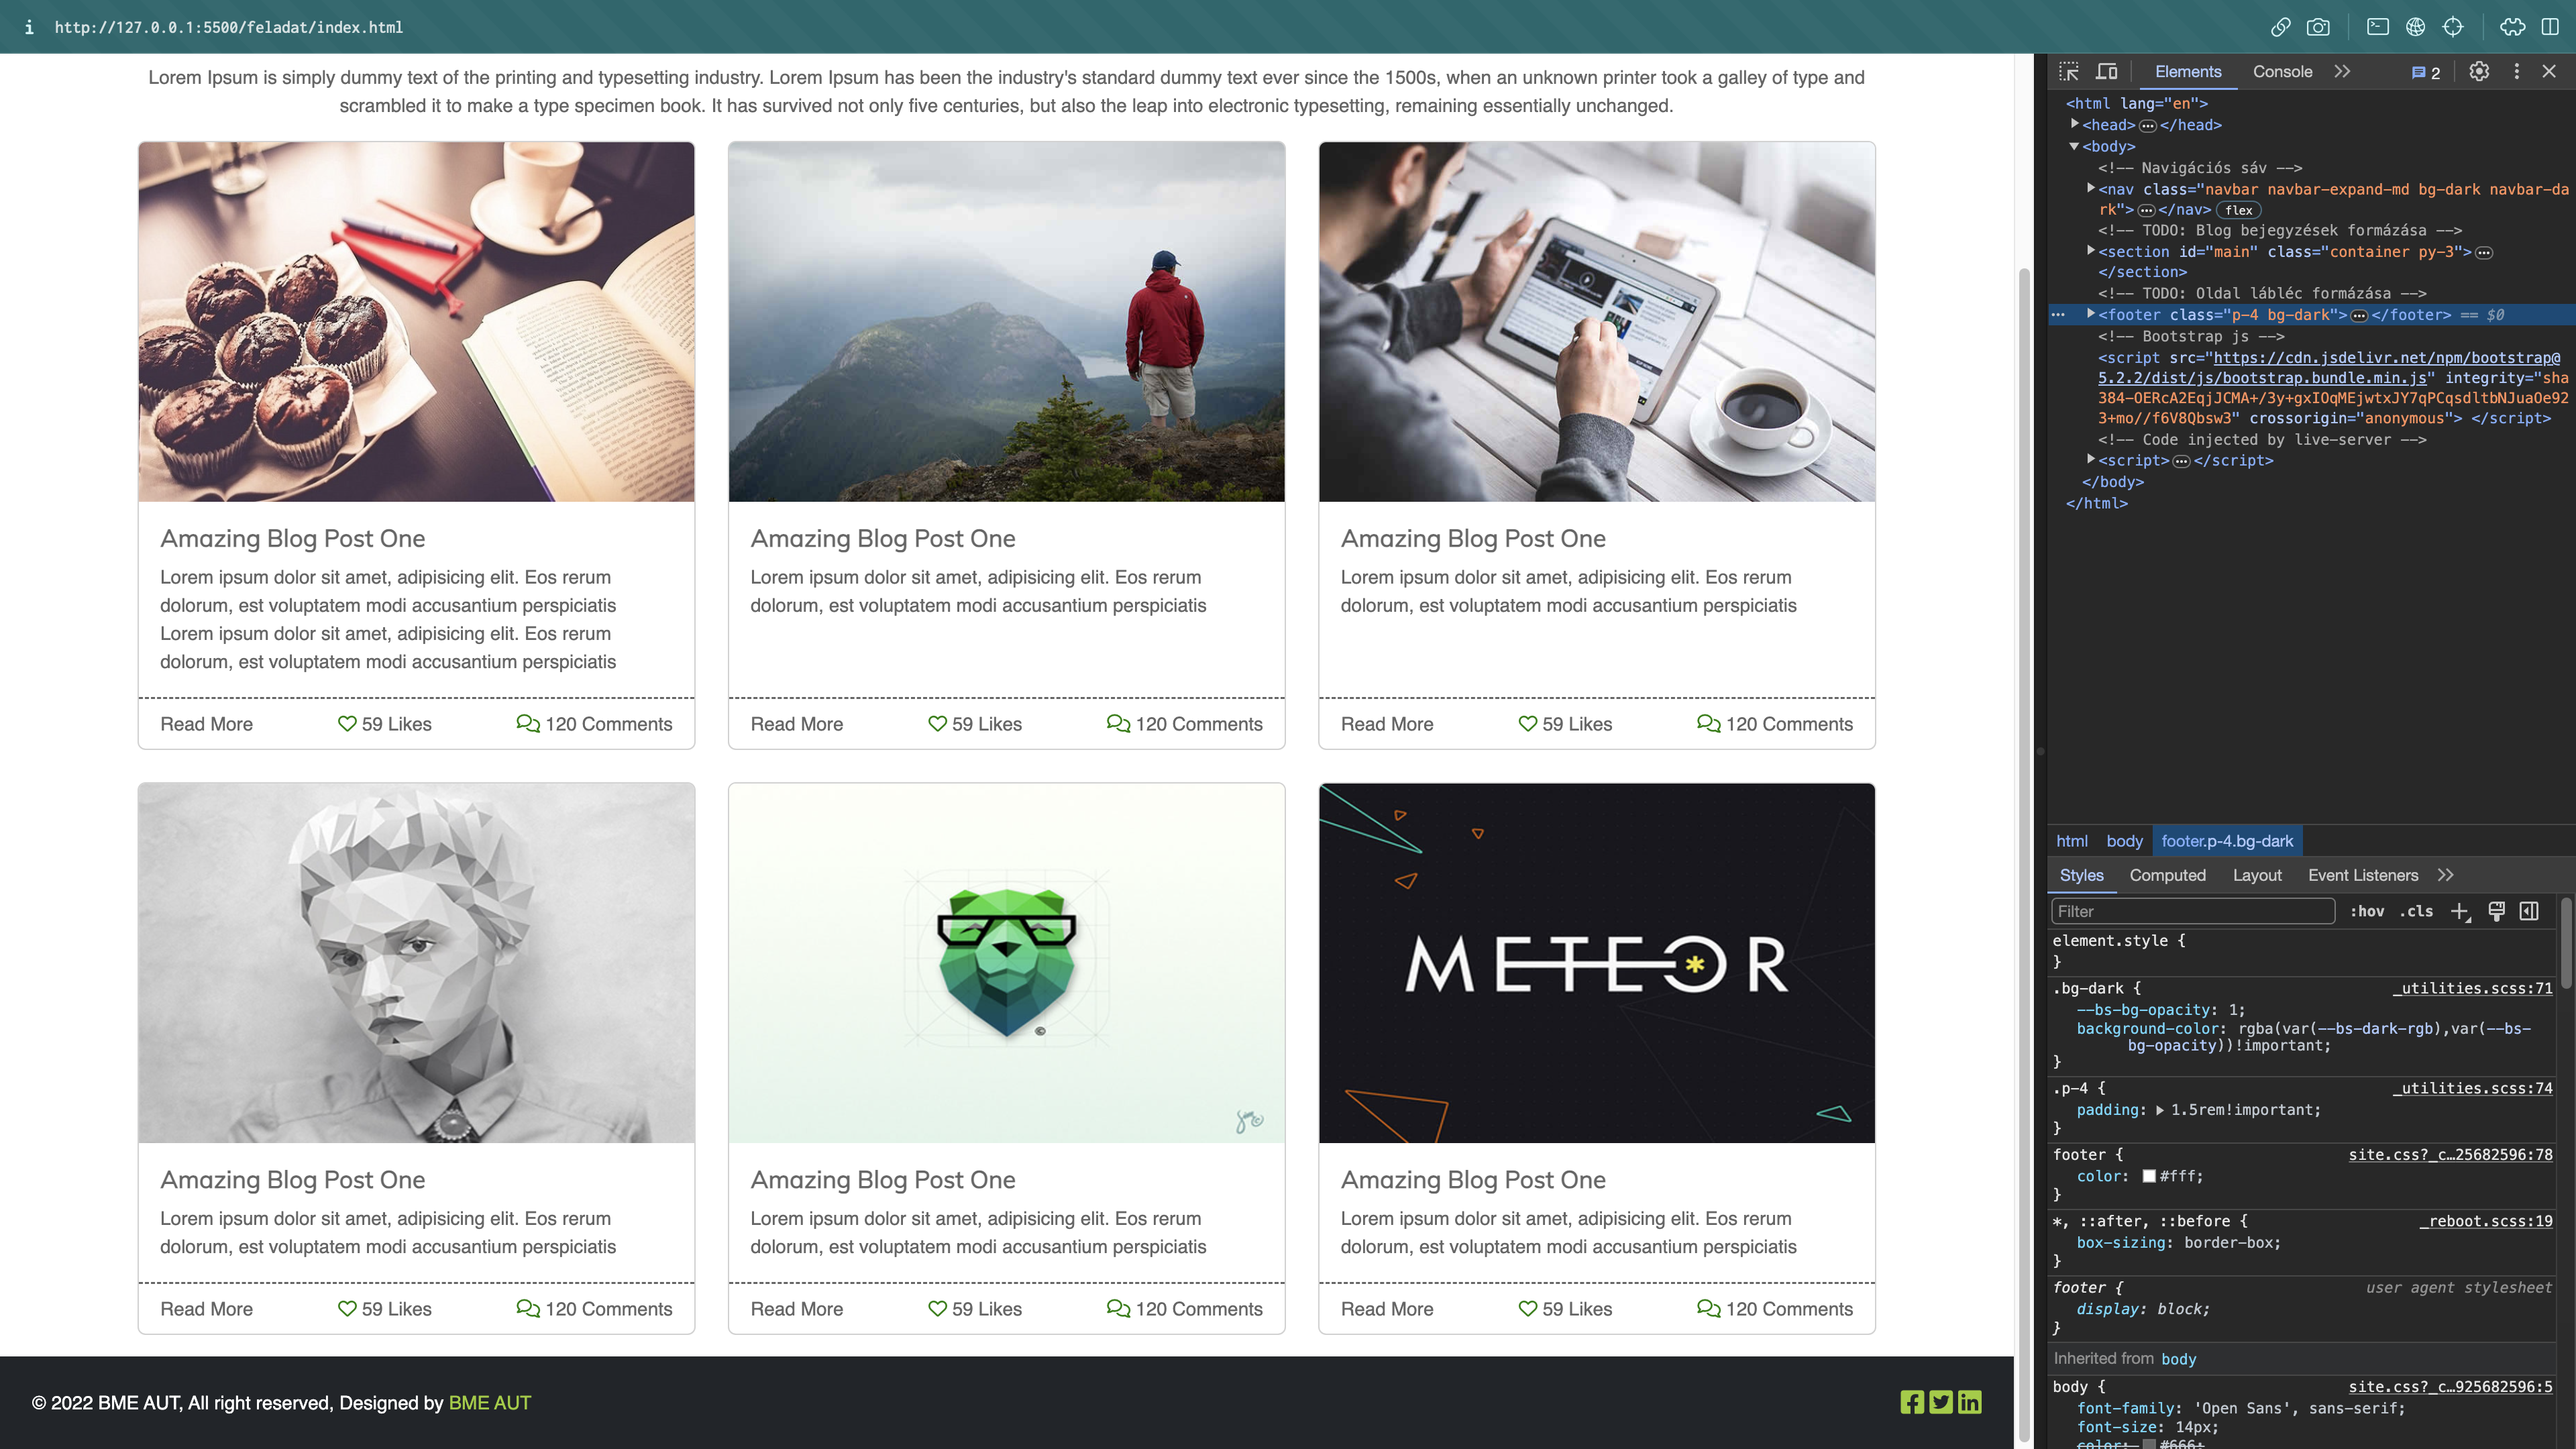 i http://127.0.0.1:5500/feladat/index.html
Lorem Ipsum is simply dummy text of the printing and typesetting industry. Lorem Ipsum has been the industry's standard dummy text ever since the 1500s, when an unknown printer took a galley of type and
scrambled it to make a type specimen book. It has survived not only five centuries, but also the leap into electronic typesetting, remaining essentially unchanged.
Amazing Blog Post One
Lorem ipsum dolor sit amet, adipisicing elit. Eos rerum
dolorum, est voluptatem modi accusantium perspiciatis
Lorem ipsum dolor sit amet, adipisicing elit. Eos rerum
dolorum, est voluptatem modi accusantium perspiciatis
Read More 59 Likes 120 Comments
Amazing Blog Post One
Lorem ipsum dolor sit amet, adipisicing elit. Eos rerum
dolorum, est voluptatem modi accusantium perspiciatis
Read More 59 Likes 120 Comments
Amazing Blog Post One
Lorem ipsum dolor sit amet, adipisicing elit. Eos rerum
dolorum, est voluptatem modi accusantium perspiciatis
Read More 59 Likes 120 Comments
Amazing Blog Post One
Lorem ipsum dolor sit amet, adipisicing elit. Eos rerum
dolorum, est voluptatem modi accusantium perspiciatis
Read More 59 Likes 120 Comments
Amazing Blog Post One
Lorem ipsum dolor sit amet, adipisicing elit. Eos rerum
dolorum, est voluptatem modi accusantium perspiciatis
Read More 59 Likes 120 Comments
METEOR
Amazing Blog Post One
Lorem ipsum dolor sit amet, adipisicing elit. Eos rerum
dolorum, est voluptatem modi accusantium perspiciatis
Read More 59 Likes 120 Comments
© 2022 BME AUT, All right reserved, Designed by BME AUT
Elements Console 2
<html lang="en">
<head> </head>
<body>
<!-- Navigációs sáv -->
<nav class="navbar navbar-expand-md bg-dark navbar-da
rk"> </nav> flex
<!-- TODO: Blog bejegyzések formázása -->
<section id="main" class="container py-3">
</section>
<!-- TODO: Oldal lábléc formázása -->
<footer class="p-4 bg-dark"> </footer> == $0
<!-- Bootstrap js -->
<script src="https://cdn.jsdelivr.net/npm/bootstrap@
5.2.2/dist/js/bootstrap.bundle.min.js" integrity="sha
384-OERcA2EqjJCMA+/3y+gxIOqMEjwtxJY7qPCqsdltbNJuaOe92
3+mo//f6V8Qbsw3" crossorigin="anonymous"> </script>
<!-- Code injected by live-server -->
<script> </script>
</body>
</html>
html body footer.p-4.bg-dark
Styles Computed Layout Event Listeners
Filter :hov .cls
element.style {
}
.bg-dark { _utilities.scss:71
--bs-bg-opacity: 1;
background-color: rgba(var(--bs-dark-rgb),var(--bs-
bg-opacity))!important;
}
.p-4 { _utilities.scss:74
padding: 1.5rem!important;
}
footer { site.css?_c…25682596:78
color: #fff;
}
*, ::after, ::before { _reboot.scss:19
box-sizing: border-box;
}
footer { user agent stylesheet
display: block;
}
Inherited from body
body { site.css?_c…925682596:5
font-family: 'Open Sans', sans-serif;
font-size: 14px;
color: #666;